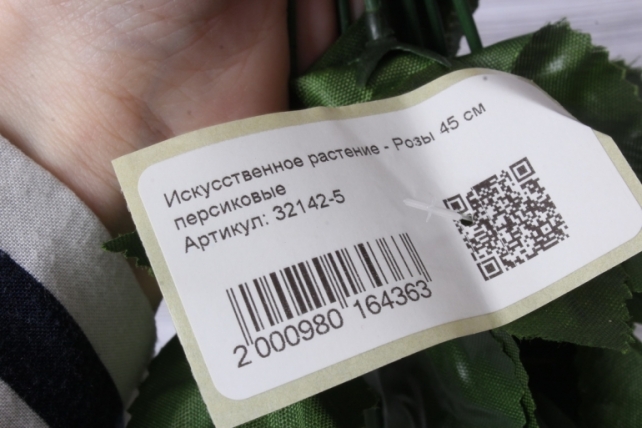 Искусственное растение - Розы 45 см
персиковые
Артикул: 32142-5
2 000980 164363